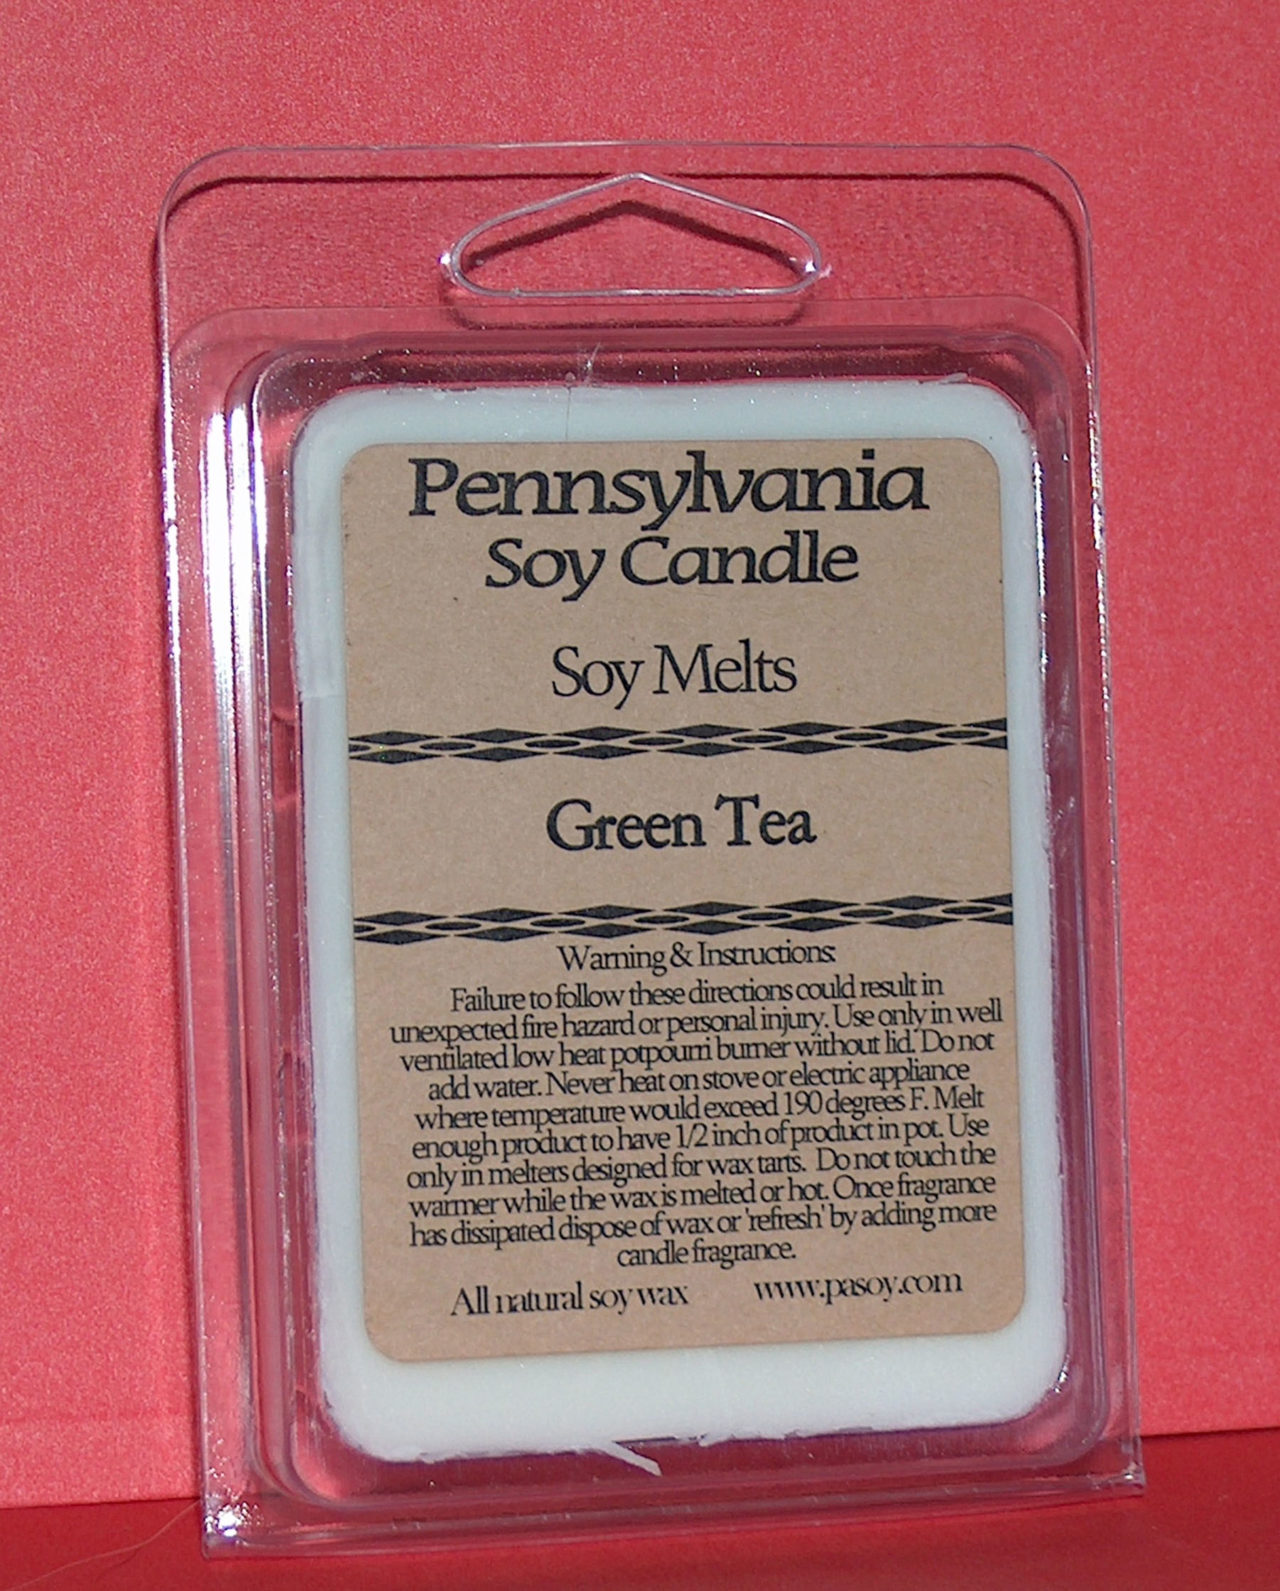 Pennsylvania
Soy Candle
Soy Melts
Green Tea
Warning & Instructions:
Failure to follow these directions could result in
unexpected fire hazard or personal injury. Use only in well
ventilated low heat potpourri burner without lid. Do not
add water. Never heat on stove or electric appliance
where temperature would exceed 190 degrees F. Melt
enough product to have 1/2 inch of product in pot. Use
only in melters designed for wax tarts. Do not touch the
warmer while the wax is melted or hot. Once fragrance
has dissipated dispose of wax or 'refresh' by adding more
candle fragrance.
All natural soy wax www.pasoy.com